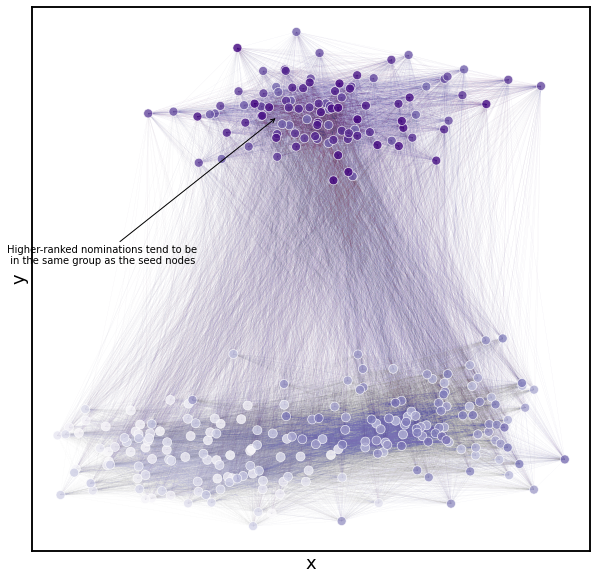 Higher-ranked nominations tend to be
in the same group as the seed nodes
y
x